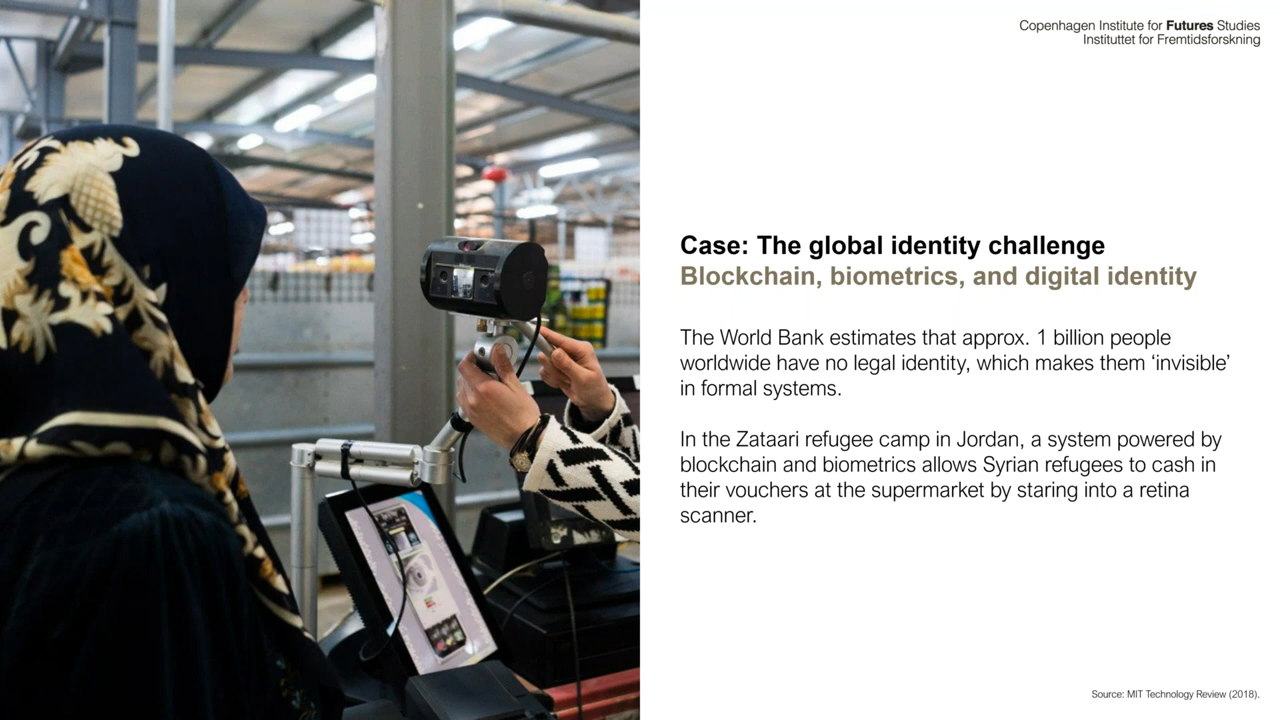 Copenhagen Institute for Futures Studies
Instituttet for Fremtidsforskning
Case: The global identity challenge
Blockchain, biometrics, and digital identity
The World Bank estimates that approx. 1 billion people
worldwide have no legal identity, which makes them ‘invisible’
in formal systems.
In the Zataari refugee camp in Jordan, a system powered by
blockchain and biometrics allows Syrian refugees to cash in
their vouchers at the supermarket by staring into a retina
scanner.
Source: MIT Technology Review (2018).